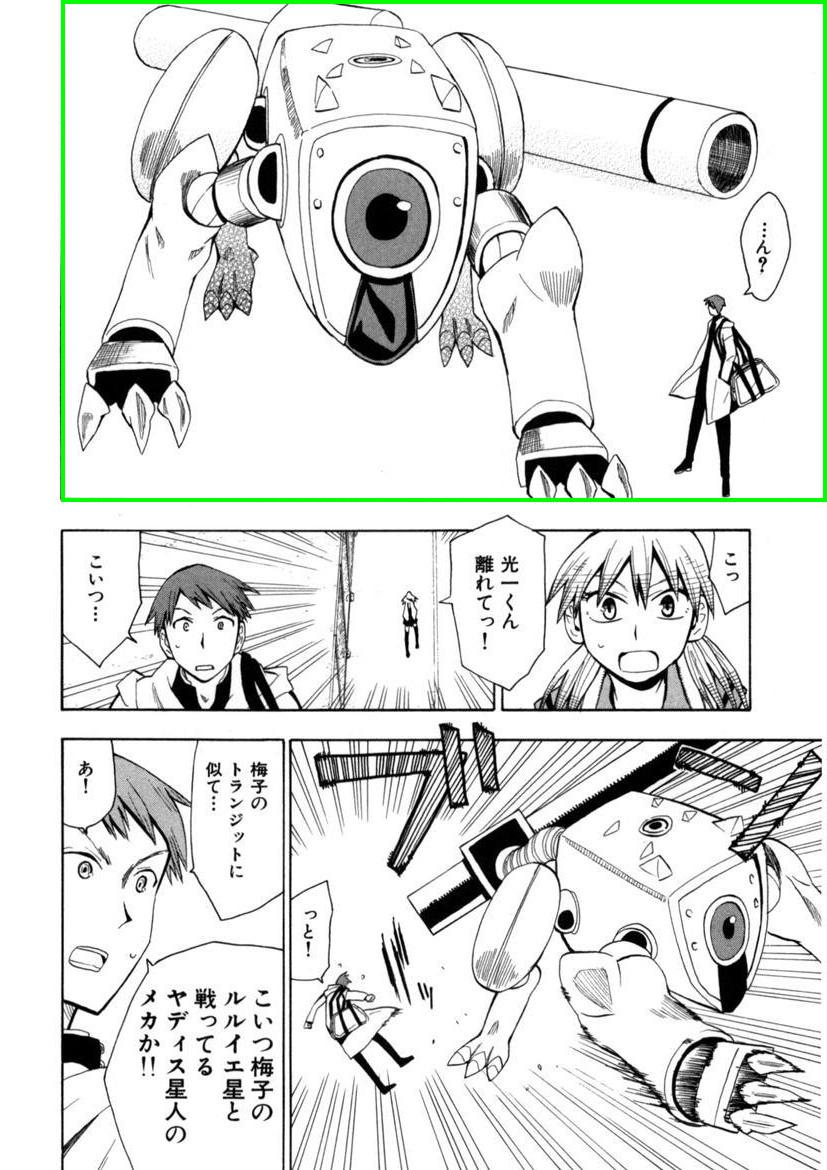 …ん?
こっ
光一くん
離れてっ!
こいつ…
ブン
っと!
梅子の
トランジットに
似て…
あ!
こいつ梅子の
ルルイエ星と
戦ってる
ヤディス星人の
メカか!!